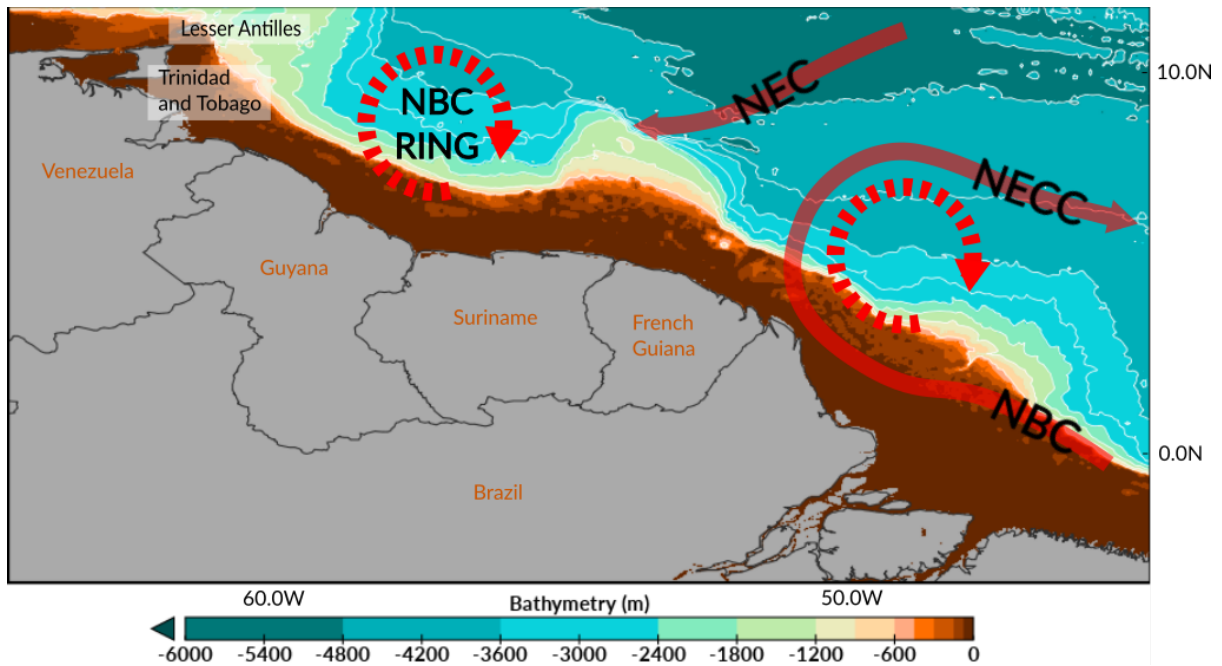 Lesser Antilles
Trinidad
and Tobago
NBC
RING
NEC
10.0N
Venezuela
NECC
Guyana
Suriname
French
Guiana
NBC
0.0N
Brazil
60.0W
50.0W
Bathymetry (m)
-6000 -5400 -4800 -4200 -3600 -3000 -2400 -1800 -1200 -600 0